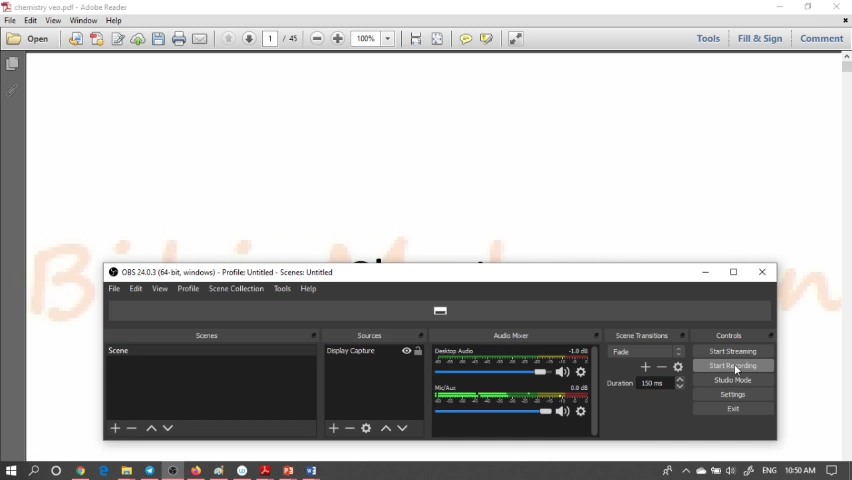 chemistry veo.pdf - Adobe Reader
File Edit View Window Help
Open 1 / 45 100% Tools Fill & Sign Comment
OBS 24.0.3 (64-bit, windows) - Profile: Untitled - Scenes: Untitled
File Edit View Profile Scene Collection Tools Help
Scenes Sources Audio Mixer Scene Transitions Controls
Scene Display Capture Desktop Audio -1.0 dB Fade Start Streaming
Start Recording
Mic/Aux 0.0 dB Duration 150 ms Studio Mode
Settings
Exit
ENG 10:50 AM